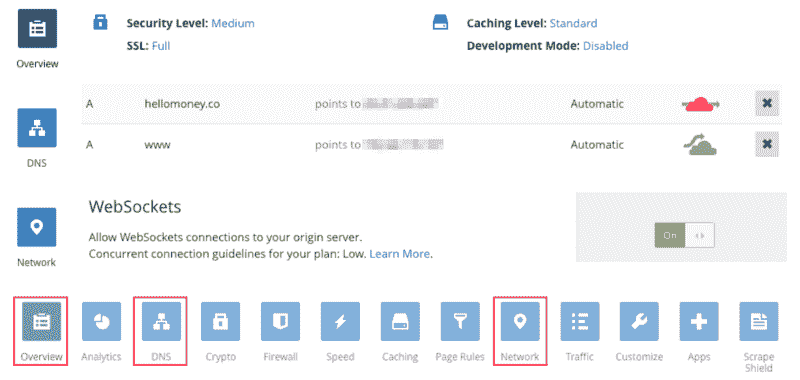 Security Level: Medium
Caching Level: Standard
SSL: Full
Development Mode: Disabled
Overview
A hellomoney.co points to Automatic
DNS
A www points to Automatic
WebSockets
Allow WebSockets connections to your origin server.
Concurrent connection guidelines for your plan: Low. Learn More.
On
Network
Overview Analytics DNS Crypto Firewall Speed Caching Page Rules Network Traffic Customize Apps Scrape
Shield